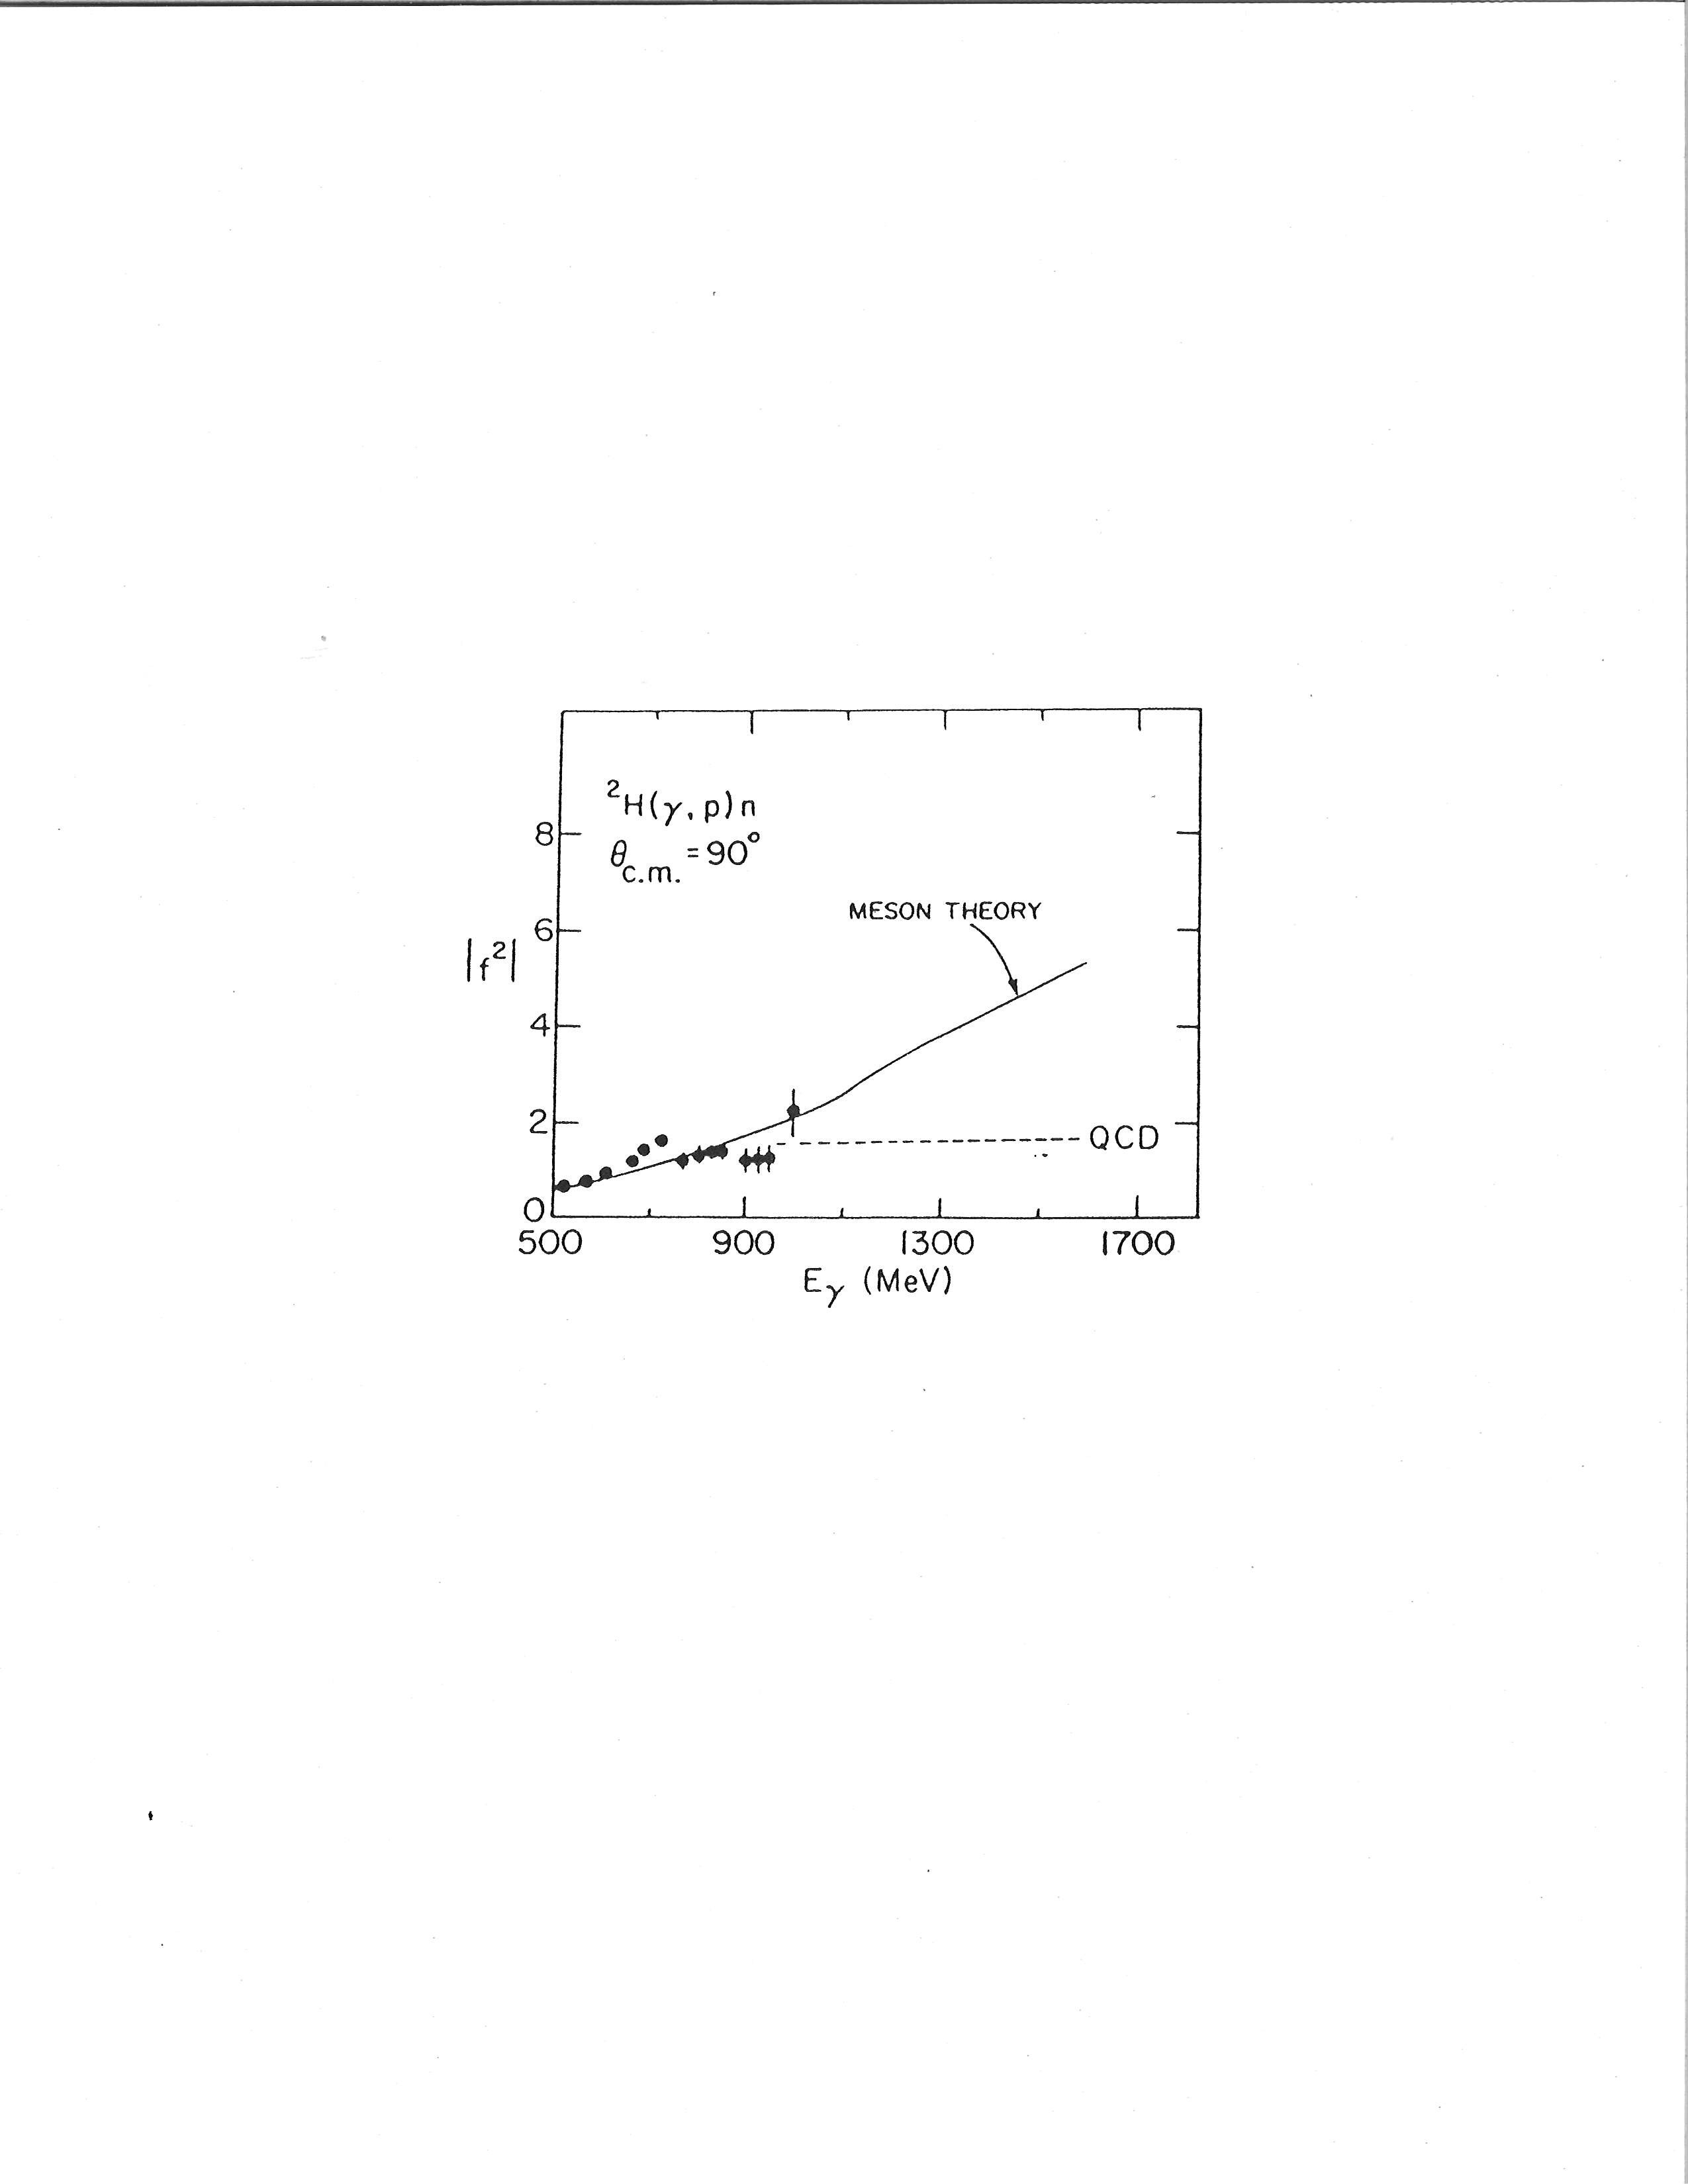 ²H(γ, p)n
θc.m. = 90°
8
MESON THEORY
6
|f²|
4
2
QCD
0
500 900 1300 1700
Eγ (MeV)